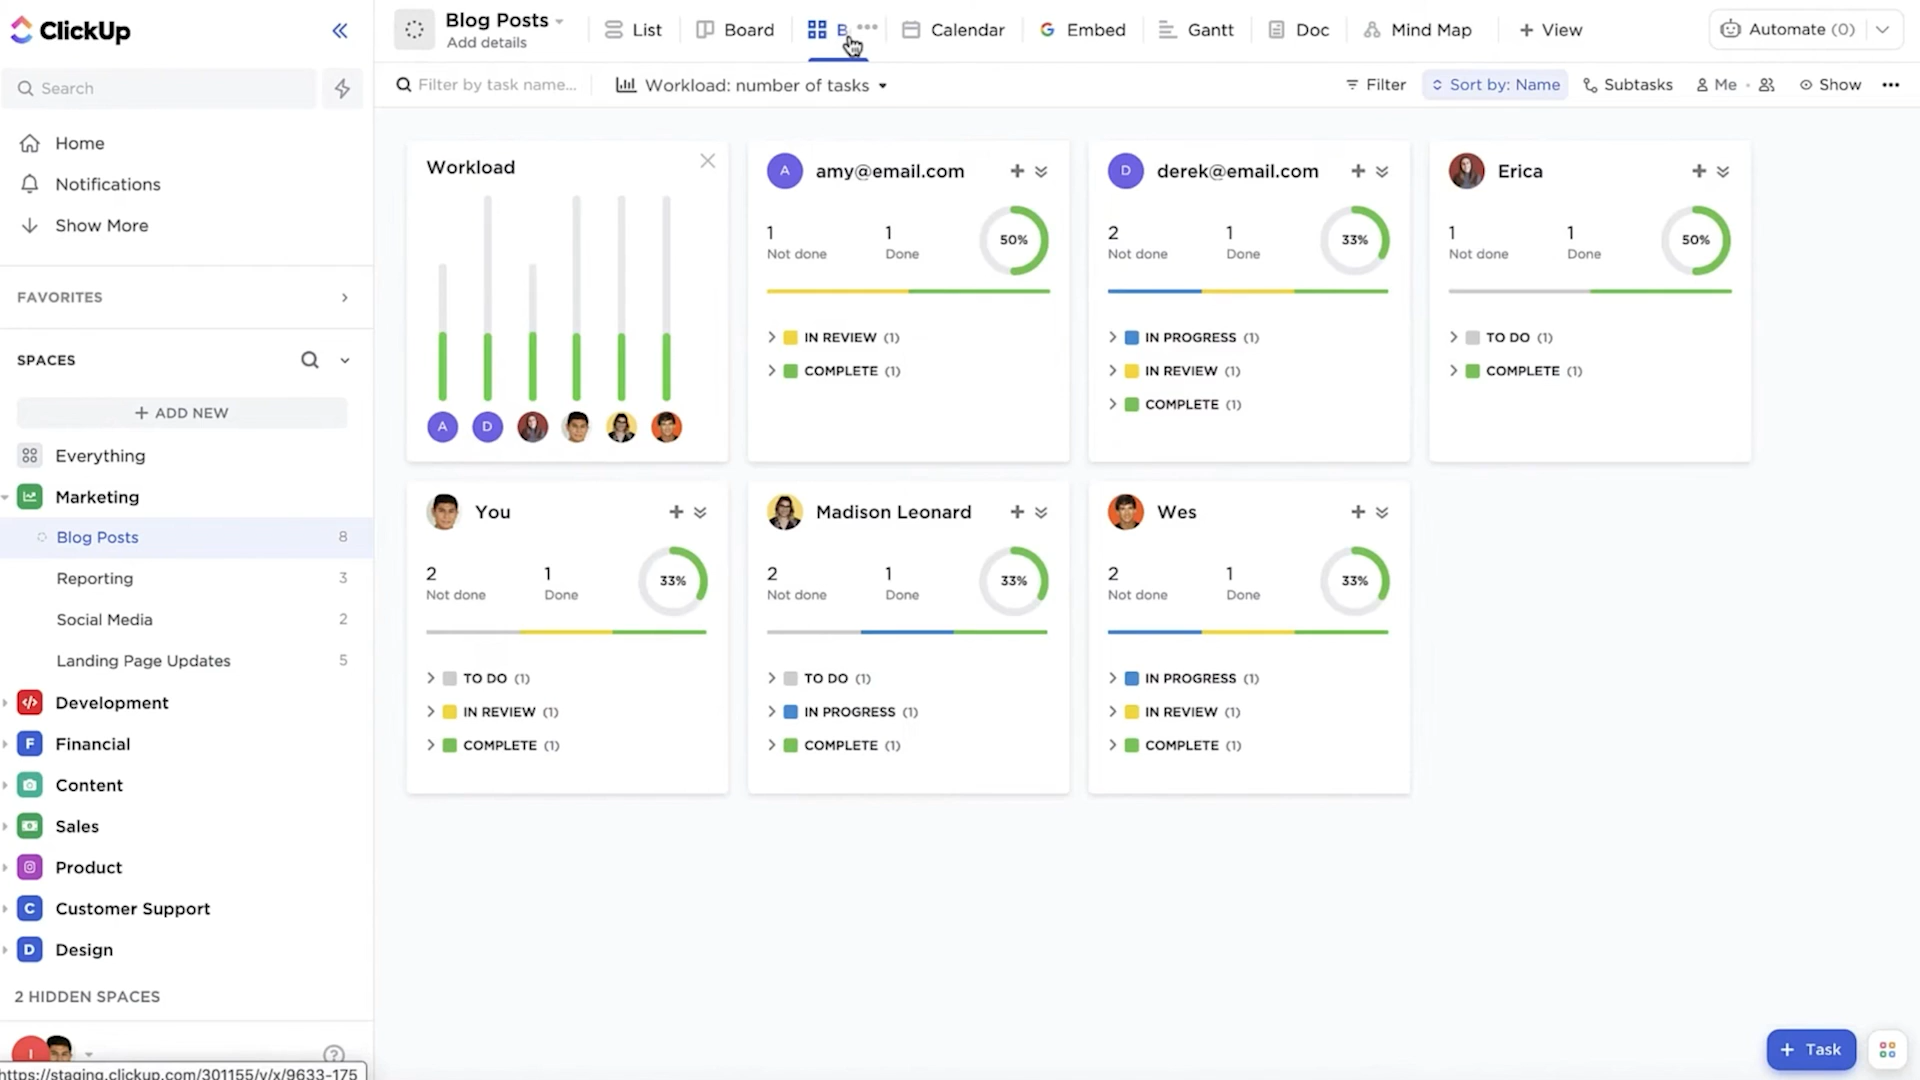 ClickUp
Search
Home
Notifications
Show More
FAVORITES
SPACES
+ ADD NEW
Everything
Marketing
Blog Posts 8
Reporting 3
Social Media 2
Landing Page Updates 5
Development
F Financial
Content
Sales
Product
C Customer Support
D Design
2 HIDDEN SPACES
I
?
https://staging.clickup.com/301155/v/x/9633-175
Blog Posts
Add details
List
Board
B
Calendar
G Embed
Gantt
Doc
Mind Map
+ View
Automate (0)
Filter by task name...
Workload: number of tasks
Filter
Sort by: Name
Subtasks
Me
Show
Workload
A D
A amy@email.com
1 1
Not done Done
50%
IN REVIEW (1)
COMPLETE (1)
D derek@email.com
2 1
Not done Done
33%
IN PROGRESS (1)
IN REVIEW (1)
COMPLETE (1)
Erica
1 1
Not done Done
50%
TO DO (1)
COMPLETE (1)
You
2 1
Not done Done
33%
TO DO (1)
IN REVIEW (1)
COMPLETE (1)
Madison Leonard
2 1
Not done Done
33%
TO DO (1)
IN PROGRESS (1)
COMPLETE (1)
Wes
2 1
Not done Done
33%
IN PROGRESS (1)
IN REVIEW (1)
COMPLETE (1)
+ Task